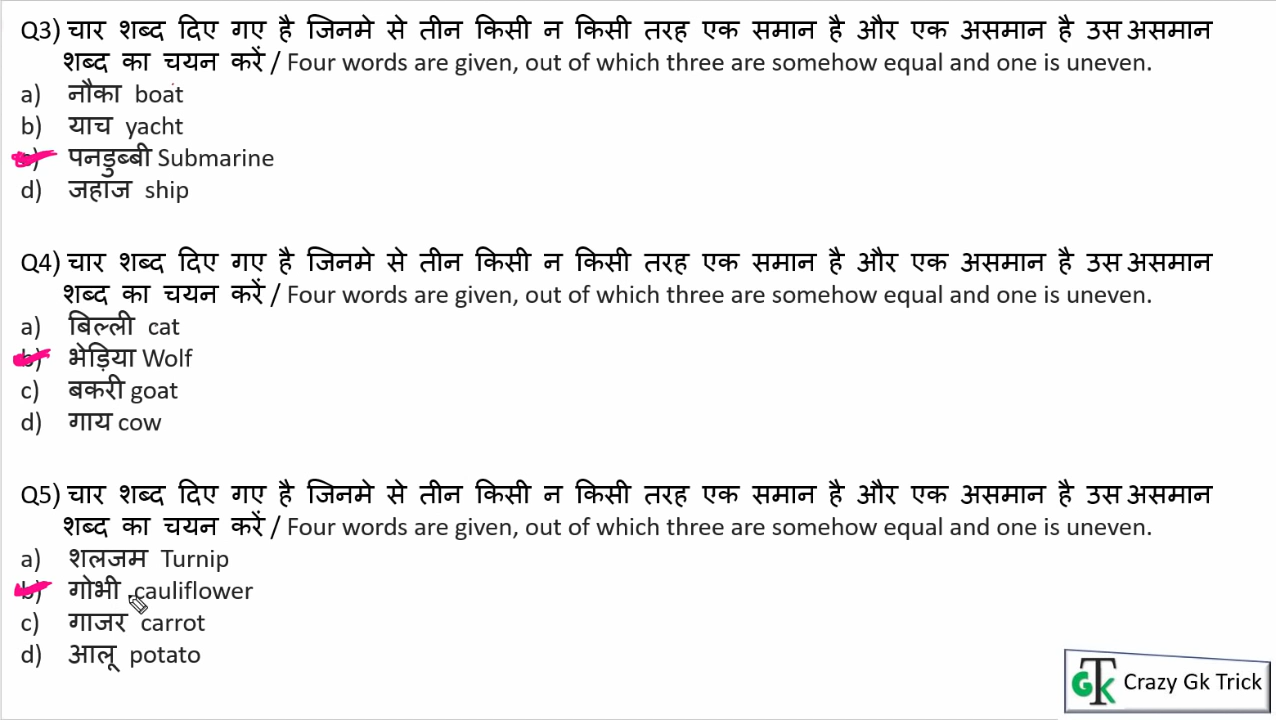 Q3) चार शब्द दिए गए है जिनमे से तीन किसी न किसी तरह एक समान है और एक असमान है उस असमान
शब्द का चयन करें / Four words are given, out of which three are somehow equal and one is uneven.
a) नौका boat
b) याच yacht
पनडुब्बी Submarine
d) जहाज ship
Q4) चार शब्द दिए गए है जिनमे से तीन किसी न किसी तरह एक समान है और एक असमान है उस असमान
शब्द का चयन करें / Four words are given, out of which three are somehow equal and one is uneven.
a) बिल्ली cat
b) भेड़िया Wolf
c) बकरी goat
d) गाय cow
Q5) चार शब्द दिए गए है जिनमे से तीन किसी न किसी तरह एक समान है और एक असमान है उस असमान
शब्द का चयन करें / Four words are given, out of which three are somehow equal and one is uneven.
a) शलजम Turnip
b) गोभी cauliflower
c) गाजर carrot
d) आलू potato
GTK Crazy Gk Trick